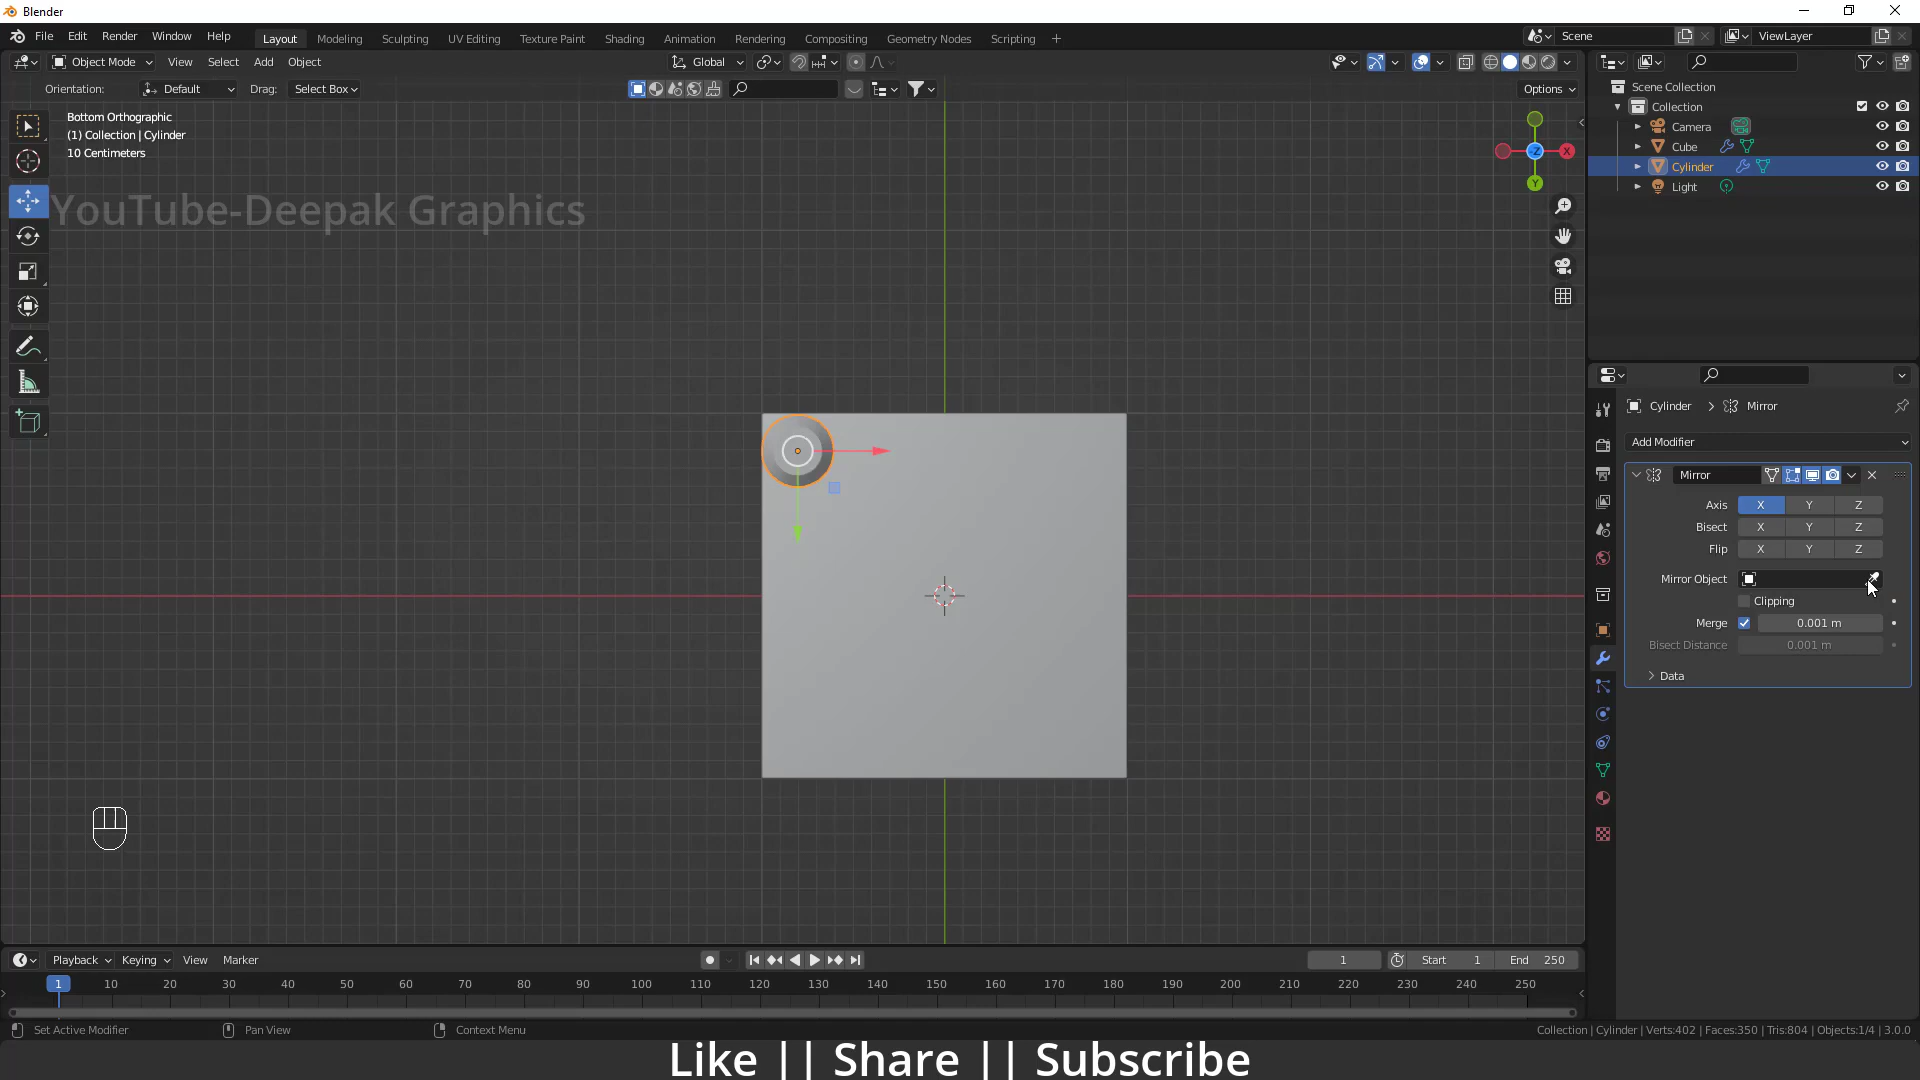 Blender
File Edit Render Window Help
Layout Modeling Sculpting UV Editing Texture Paint Shading Animation Rendering Compositing Geometry Nodes Scripting +
Scene
ViewLayer
Object Mode View Select Add Object
Global
Orientation: Default Drag: Select Box
Options
Bottom Orthographic
(1) Collection | Cylinder
10 Centimeters
YouTube-Deepak Graphics
X
Y
Z
Scene Collection
Collection
Camera
Cube
Cylinder
Light
Cylinder > Mirror
Add Modifier
Mirror
Axis X Y Z
Bisect X Y Z
Flip X Y Z
Mirror Object
Clipping
Merge 0.001 m
Bisect Distance 0.001 m
Data
Playback Keying View Marker
1 Start 1 End 250
1 10 20 30 40 50 60 70 80 90 100 110 120 130 140 150 160 170 180 190 200 210 220 230 240 250
Set Active Modifier Pan View Context Menu
Collection | Cylinder | Verts:402 | Faces:350 | Tris:804 | Objects:1/4 | 3.0.0
Like || Share || Subscribe